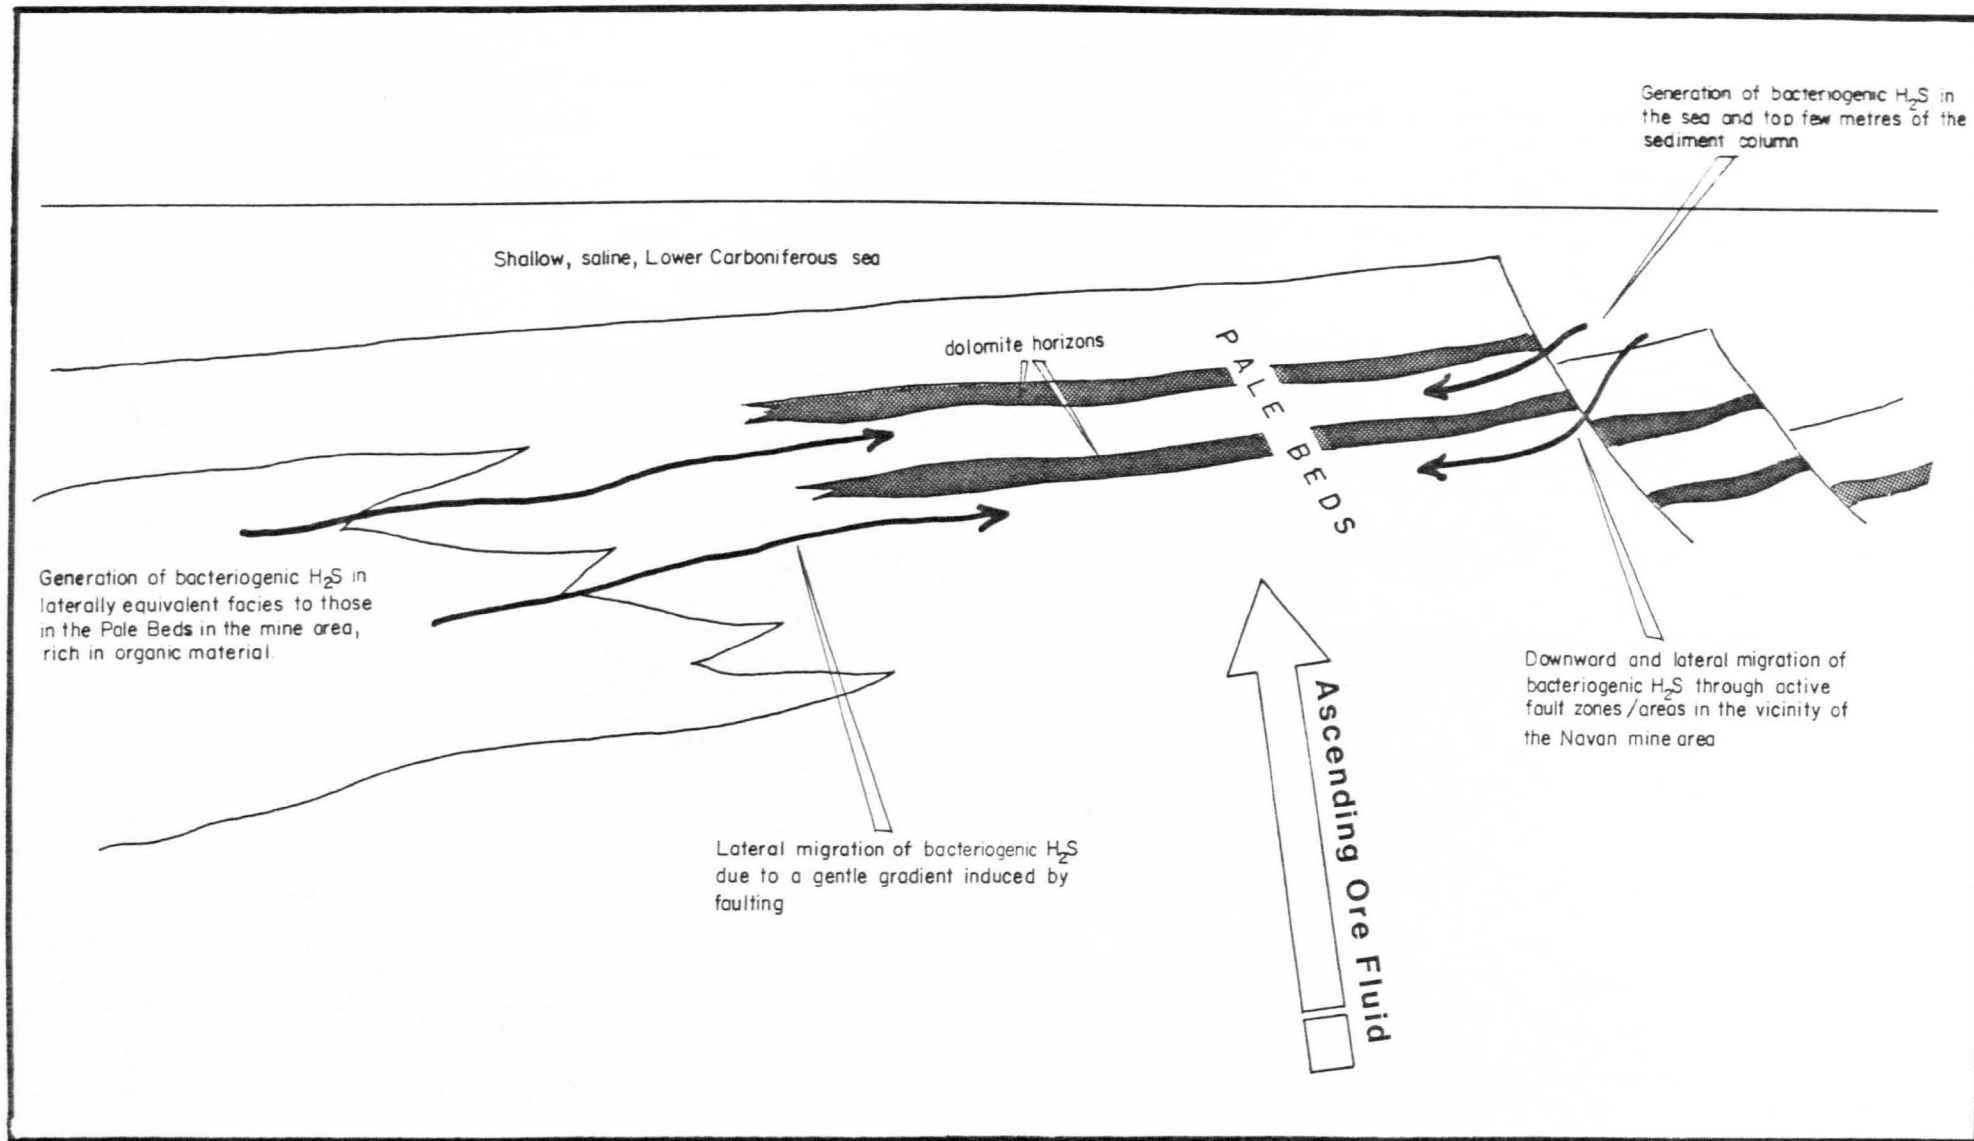 Generation of bacteriogenic H₂S in
the sea and top few metres of the
sediment column
Shallow, saline, Lower Carboniferous sea
dolomite horizons
PALE BEDS
Generation of bacteriogenic H₂S in
laterally equivalent facies to those
in the Pale Beds in the mine area,
rich in organic material.
Downward and lateral migration of
bacteriogenic H₂S through active
fault zones/areas in the vicinity of
the Navan mine area
Ascending Ore Fluid
Lateral migration of bacteriogenic H₂S
due to a gentle gradient induced by
faulting